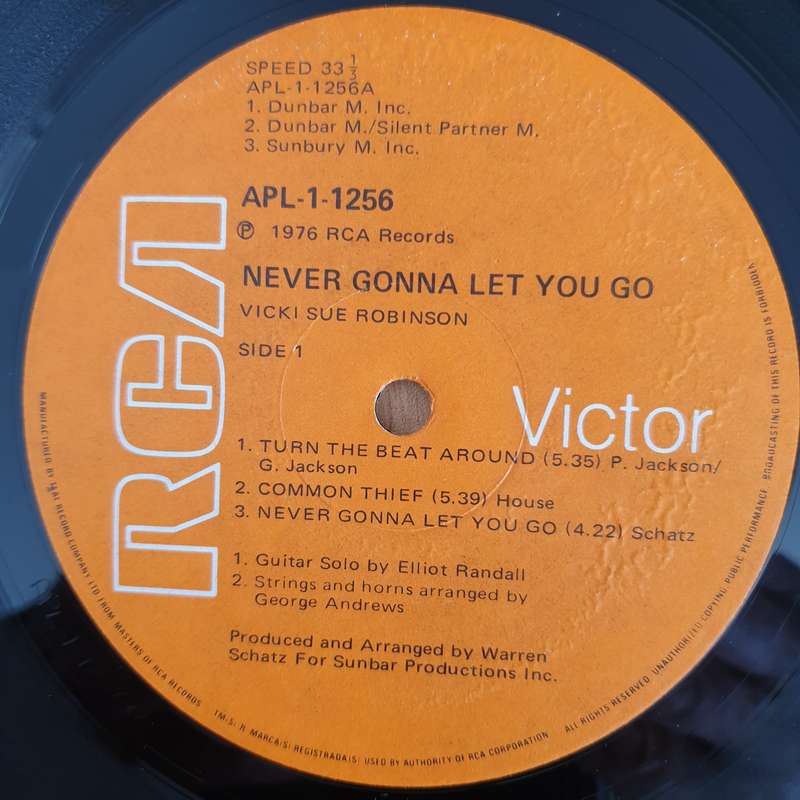 SPEED 33 1/3
APL-1-1256A
1. Dunbar M. Inc.
2. Dunbar M./Silent Partner M.
3. Sunbury M. Inc.
APL-1-1256
℗ 1976 RCA Records
NEVER GONNA LET YOU GO
VICKI SUE ROBINSON
SIDE 1
RCA
Victor
1. TURN THE BEAT AROUND (5.35) P. Jackson/
G. Jackson
2. COMMON THIEF (5.39) House
3. NEVER GONNA LET YOU GO (4.22) Schatz
1. Guitar Solo by Elliot Randall
2. Strings and horns arranged by
George Andrews
Produced and Arranged by Warren
Schatz For Sunbar Productions Inc.
MANUFACTURED BY RECORD COMPANY LTD FROM MASTERS OF RCA RECORDS
TM-S; R MARCA(S) REGISTRADA(S) USED BY AUTHORITY OF RCA CORPORATION
ALL RIGHTS RESERVED. UNAUTHORIZED COPYING, PUBLIC PERFORMANCE, BROADCASTING OF THIS RECORD IS FORBIDDEN